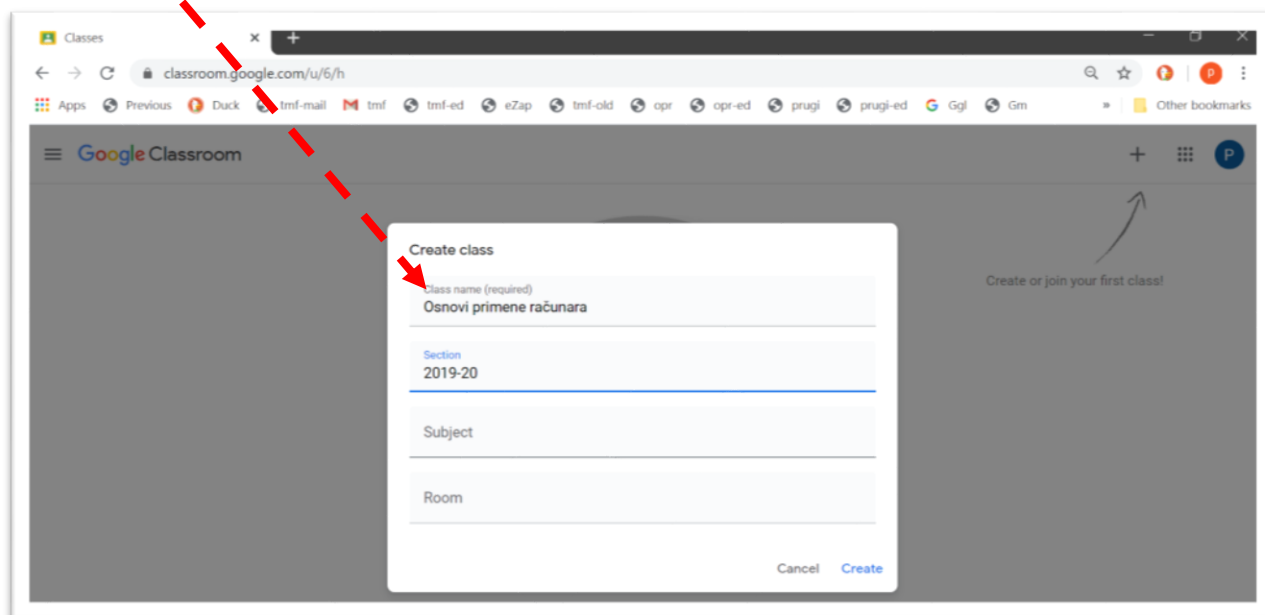 Classes
classroom.google.com/u/6/h
Apps Previous Duck tmf-mail tmf tmf-ed eZap tmf-old opr opr-ed prugi prugi-ed Ggl Gm » Other bookmarks
Google Classroom
P
Create class
Class name (required)
Osnovi primene računara
Create or join your first class!
Section
2019-20
Subject
Room
Cancel Create